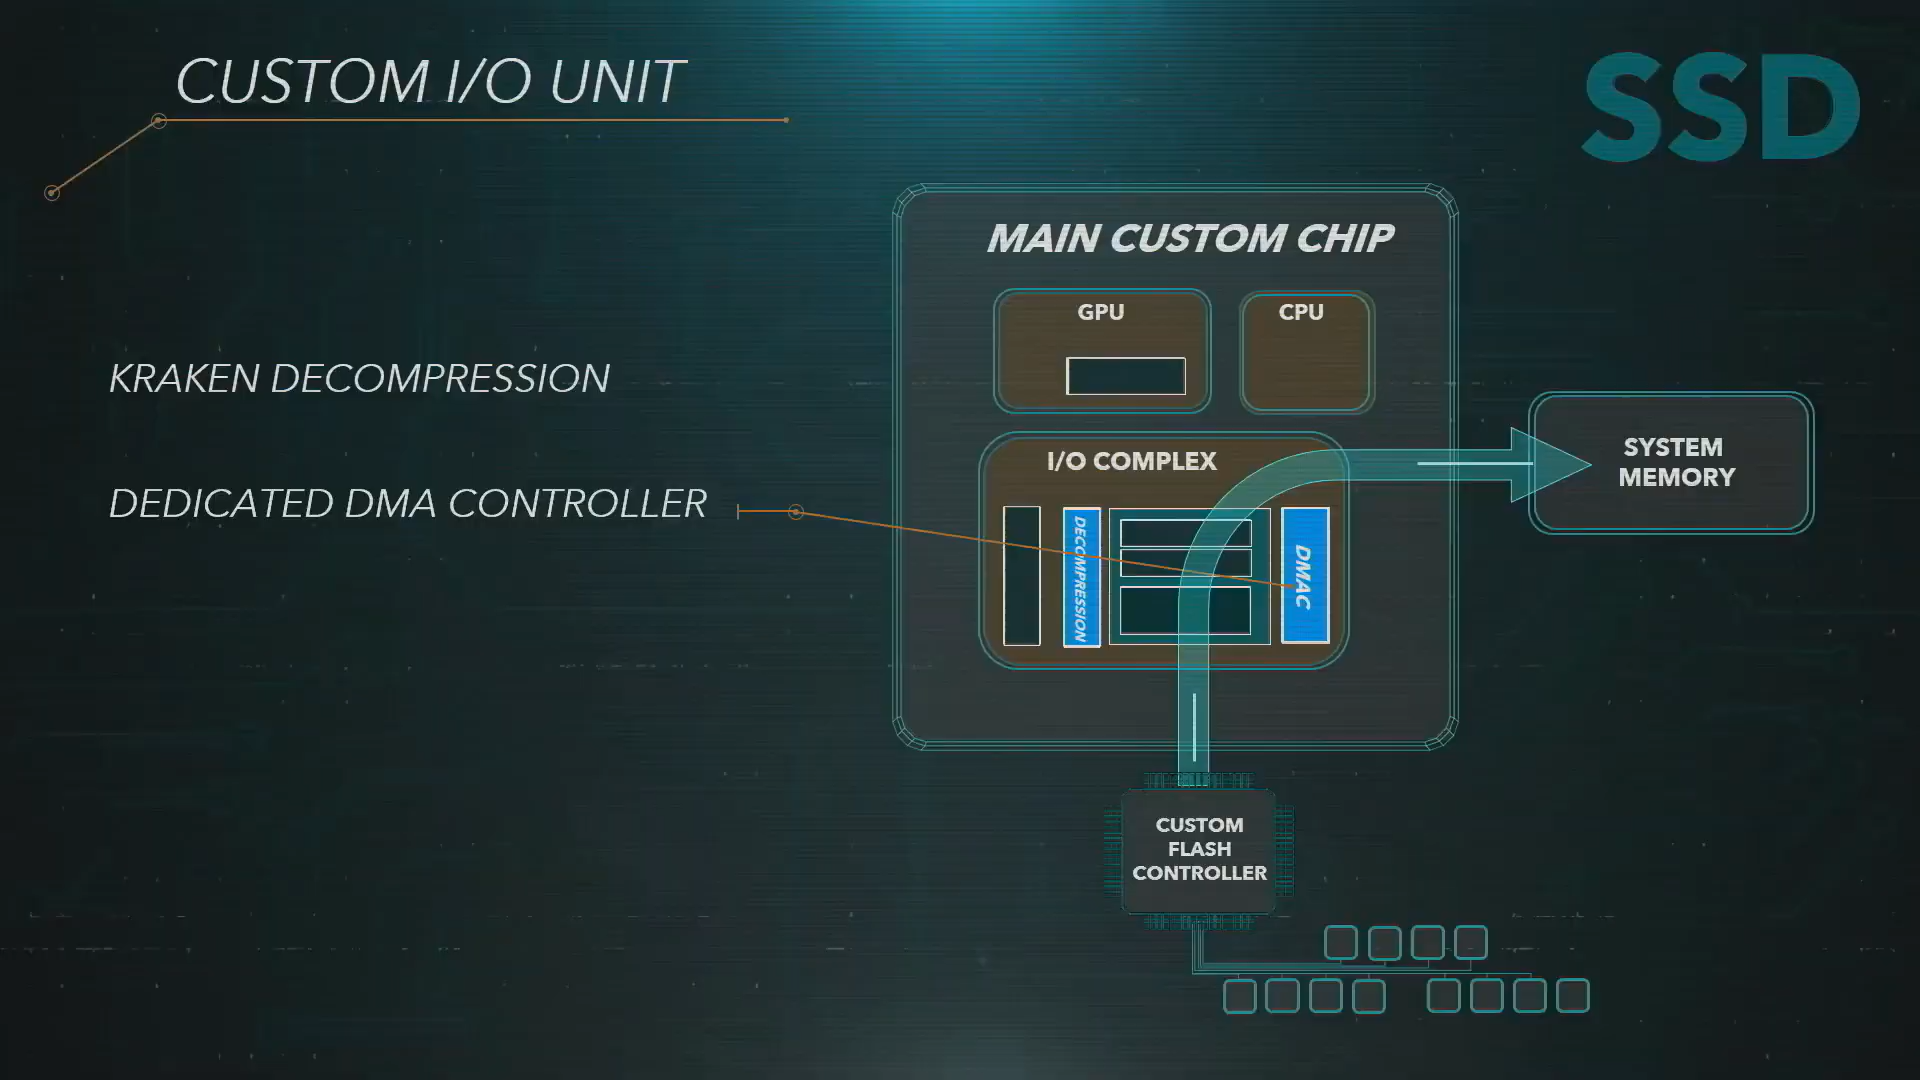 CUSTOM I/O UNIT
SSD
MAIN CUSTOM CHIP
GPU
CPU
KRAKEN DECOMPRESSION
DEDICATED DMA CONTROLLER
I/O COMPLEX
DECOMPRESSION
DMAC
SYSTEM
MEMORY
CUSTOM
FLASH
CONTROLLER